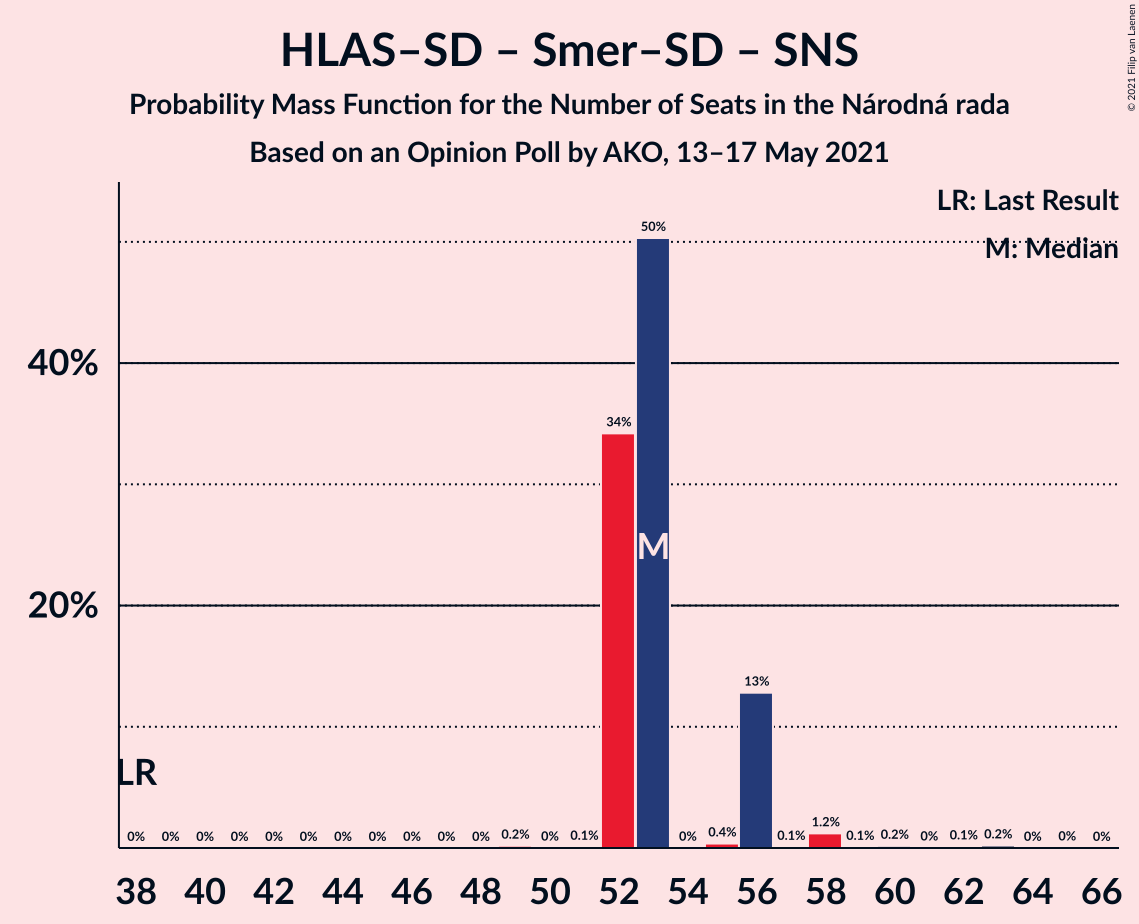 HLAS–SD – Smer–SD – SNS
Probability Mass Function for the Number of Seats in the Národná rada
Based on an Opinion Poll by AKO, 13–17 May 2021
© 2021 Filip van Laenen
LR: Last Result
M: Median
50%
40%
34%
M
20%
13%
LR
0% 0% 0% 0% 0% 0% 0% 0% 0% 0% 0% 0.2% 0% 0.1% 0% 0.4% 0.1% 1.2% 0.1% 0.2% 0% 0.1% 0.2% 0% 0% 0%
38 40 42 44 46 48 50 52 54 56 58 60 62 64 66